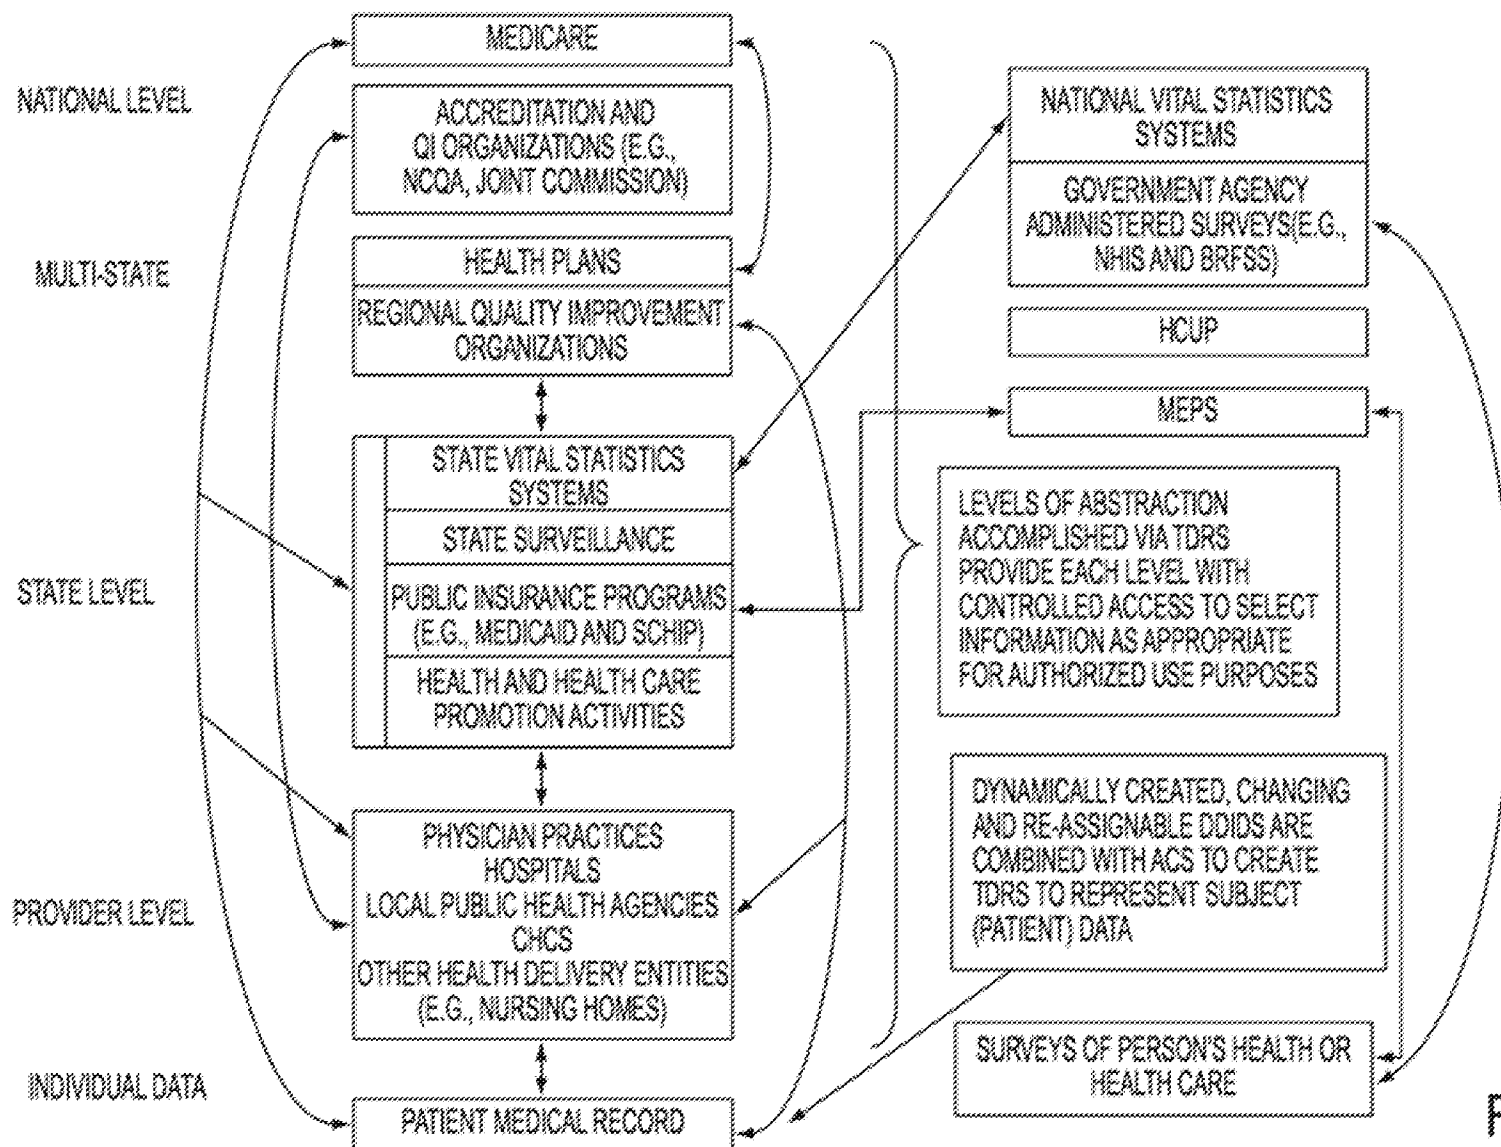 NATIONAL LEVEL
MULTI-STATE
STATE LEVEL
PROVIDER LEVEL
INDIVIDUAL DATA
MEDICARE
ACCREDITATION AND
QI ORGANIZATIONS (E.G.,
NCQA, JOINT COMMISSION)
HEALTH PLANS
REGIONAL QUALITY IMPROVEMENT
ORGANIZATIONS
STATE VITAL STATISTICS
SYSTEMS
STATE SURVEILLANCE
PUBLIC INSURANCE PROGRAMS
(E.G., MEDICAID AND SCHIP)
HEALTH AND HEALTH CARE
PROMOTION ACTIVITIES
PHYSICIAN PRACTICES
HOSPITALS
LOCAL PUBLIC HEALTH AGENCIES
CHCS
OTHER HEALTH DELIVERY ENTITIES
(E.G., NURSING HOMES)
PATIENT MEDICAL RECORD
NATIONAL VITAL STATISTICS
SYSTEMS
GOVERNMENT AGENCY
ADMINISTERED SURVEYS(E.G.,
NHIS AND BRFSS)
HCUP
MEPS
LEVELS OF ABSTRACTION
ACCOMPLISHED VIA TDRS
PROVIDE EACH LEVEL WITH
CONTROLLED ACCESS TO SELECT
INFORMATION AS APPROPRIATE
FOR AUTHORIZED USE PURPOSES
DYNAMICALLY CREATED, CHANGING
AND RE-ASSIGNABLE DDIDS ARE
COMBINED WITH ACS TO CREATE
TDRS TO REPRESENT SUBJECT
(PATIENT) DATA
SURVEYS OF PERSON'S HEALTH OR
HEALTH CARE